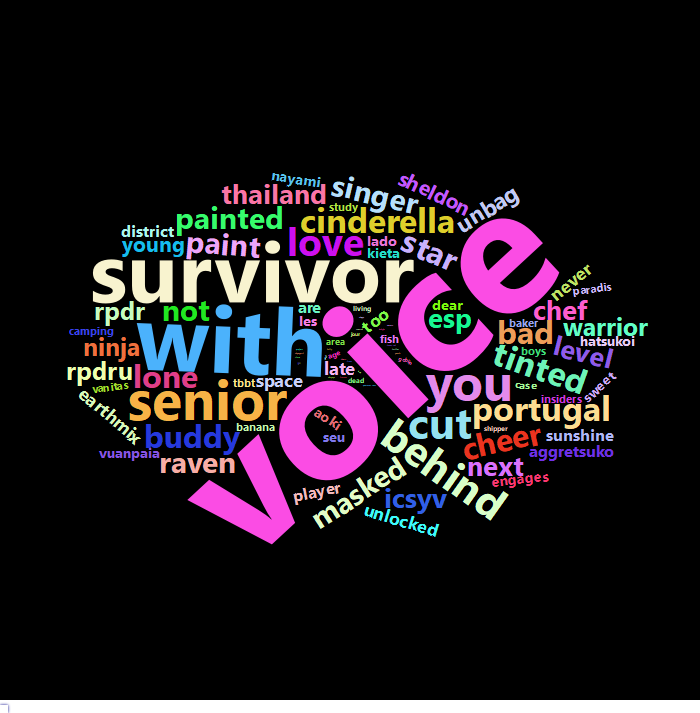 nayami
sheldon
thailand
singer
study
unbag
painted
cinderella
district
young
paint
love
lado
star
kieta
survivor
voice
never
paradis
rpdr
not
are
living
dear
les
too
esp
chef
camping
with
area
fish
baker
bad
warrior
hatsukoi
ninja
boys
level
rpdru
lone
tbbt
space
late
dead
you
tinted
case
sweet
vanitas
insiders
earthmix
senior
aoki
portugal
banana
cut
shipper
buddy
seu
behind
cheer
sunshine
vuanpaia
raven
next
aggretsuko
player
masked
icsyv
engages
unlocked